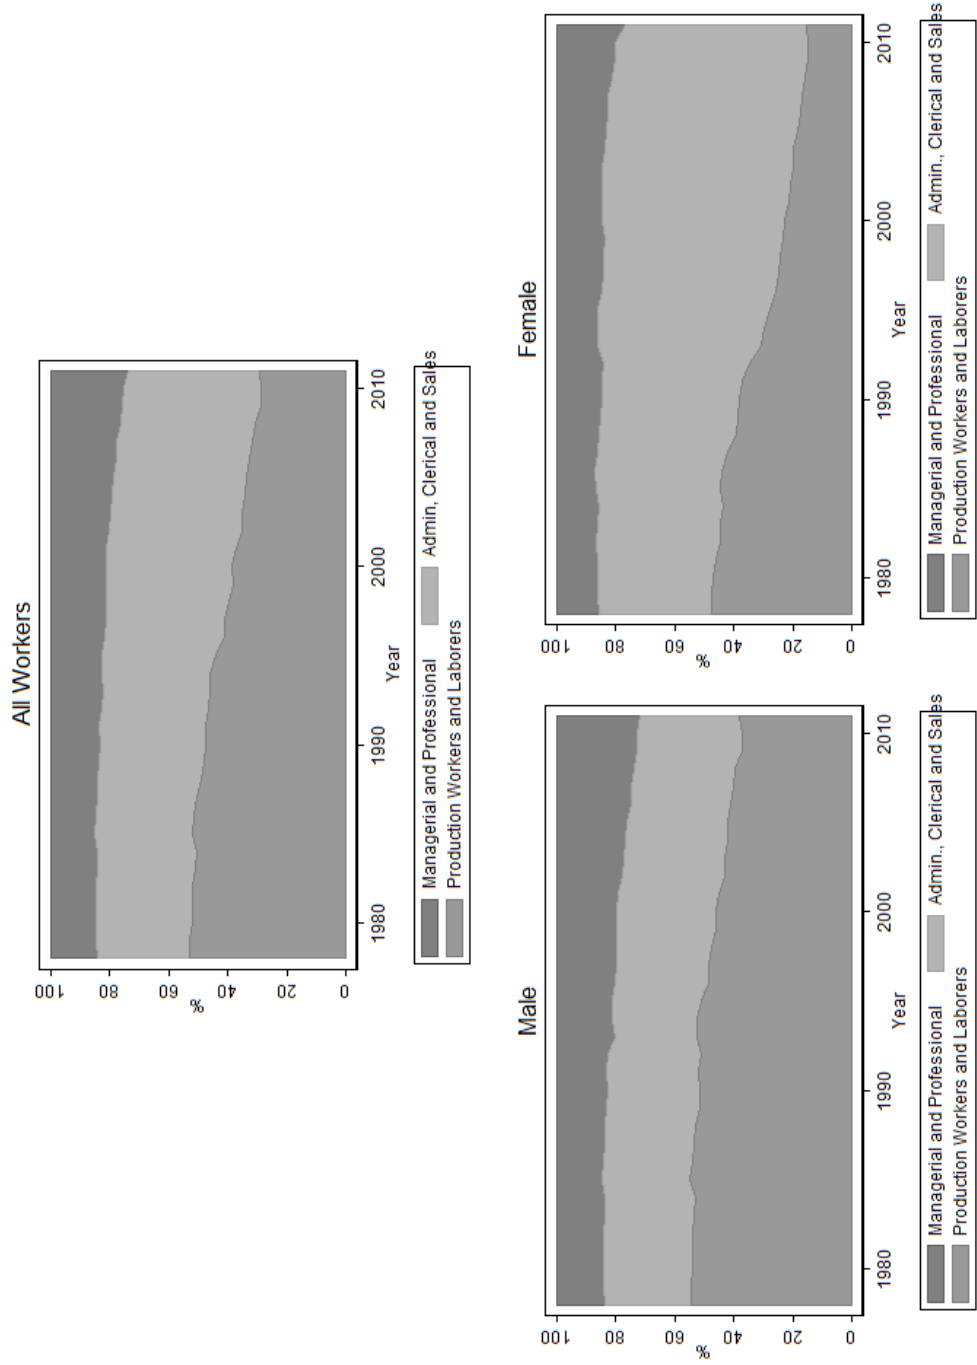 All Workers
100
80
60
40
20
0
%
1980
1990
2000
2010
Year
Managerial and Professional
Admin, Clerical and Sales
Production Workers and Laborers
Male
100
80
60
40
20
0
%
1980
1990
2000
2010
Year
Managerial and Professional
Admin., Clerical and Sales
Production Workers and Laborers
Female
100
80
60
40
20
0
%
1980
1990
2000
2010
Year
Managerial and Professional
Admin., Clerical and Sales
Production Workers and Laborers